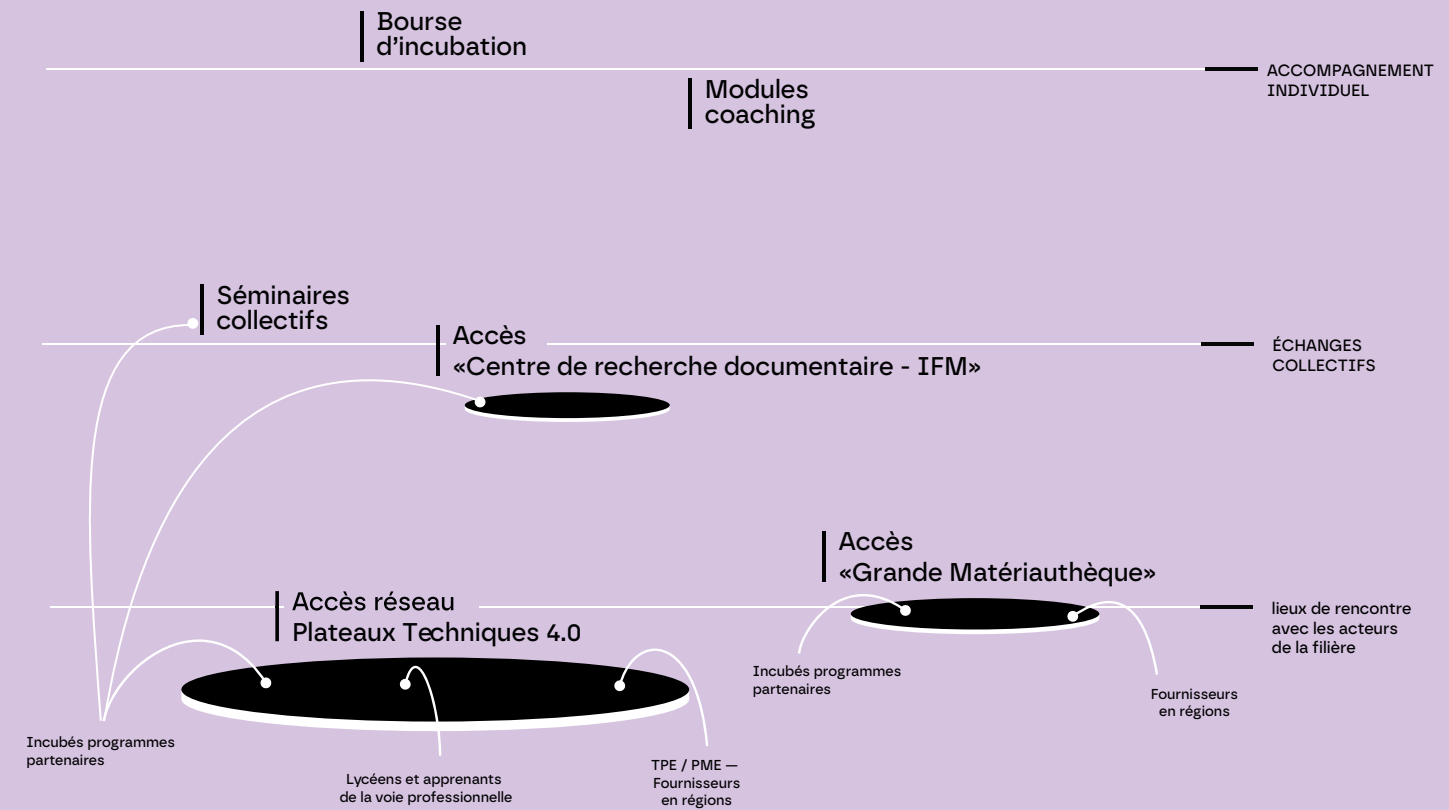 Bourse
d’incubation
ACCOMPAGNEMENT
INDIVIDUEL
Modules
coaching
Séminaires
collectifs
Accès
«Centre de recherche documentaire - IFM»
ÉCHANGES
COLLECTIFS
Accès
«Grande Matériauthèque»
Accès réseau
Plateaux Techniques 4.0
lieux de rencontre
avec les acteurs
de la filière
Incubés programmes
partenaires
Fournisseurs
en régions
Incubés programmes
partenaires
Lycéens et apprenants
de la voie professionnelle
TPE / PME —
Fournisseurs
en régions